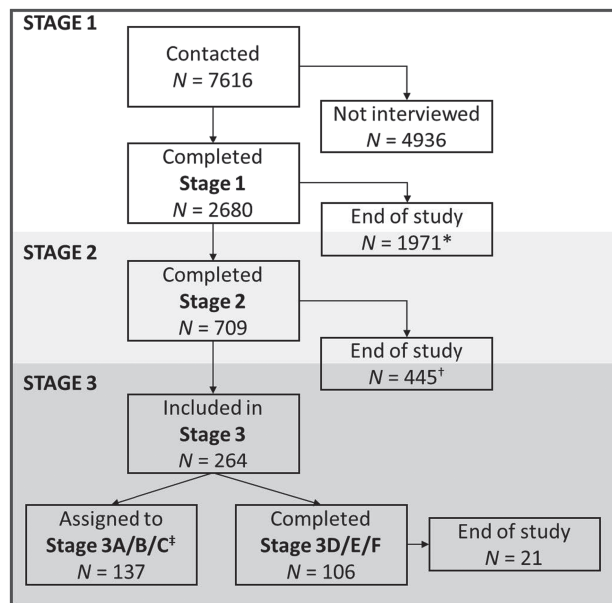 STAGE 1
Contacted
N = 7616
Not interviewed
N = 4936
Completed
Stage 1
N = 2680
End of study
N = 1971*
STAGE 2
Completed
Stage 2
N = 709
End of study
N = 445†
STAGE 3
Included in
Stage 3
N = 264
Assigned to
Stage 3A/B/C‡
N = 137
Completed
Stage 3D/E/F
N = 106
End of study
N = 21